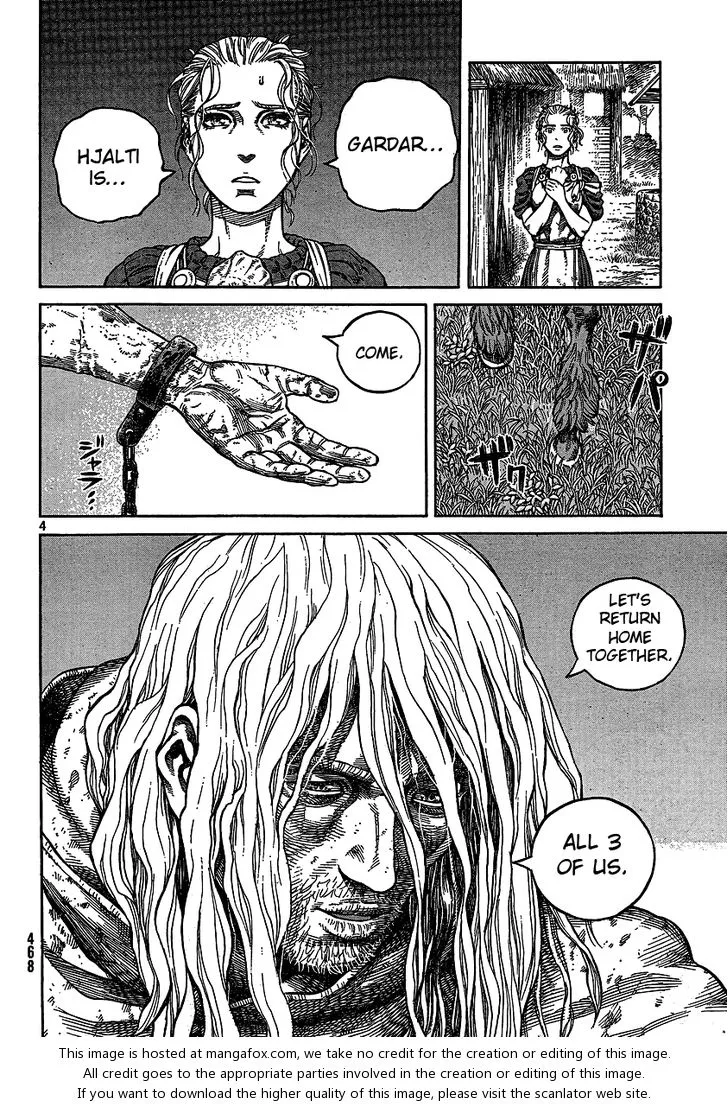 GARDAR...
HJALTI
IS...
ザ
パ
ザク
COME.
ジャラ...
4
LET'S
RETURN
HOME
TOGETHER.
ALL 3
OF US.
468
This image is hosted at mangafox.com, we take no credit for the creation or editing of this image.
All credit goes to the appropriate parties involved in the creation or editing of this image.
If you want to download the higher quality of this image, please visit the scanlator web site.